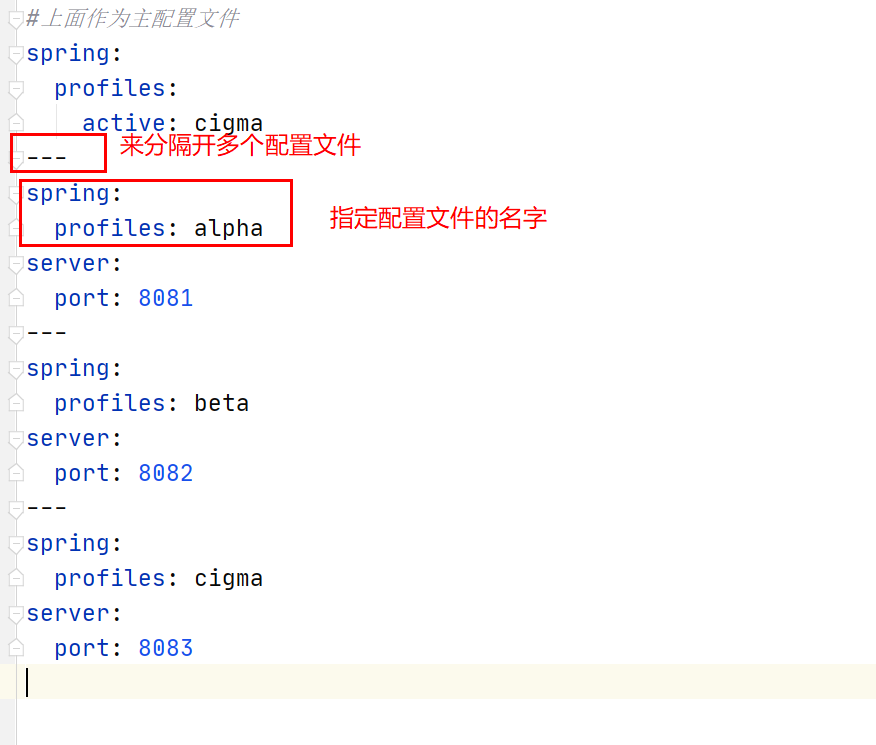 #上面作为主配置文件
spring:
  profiles:
    active: cigma
---
来分隔开多个配置文件
spring:
  profiles: alpha
指定配置文件的名字
server:
  port: 8081
---
spring:
  profiles: beta
server:
  port: 8082
---
spring:
  profiles: cigma
server:
  port: 8083